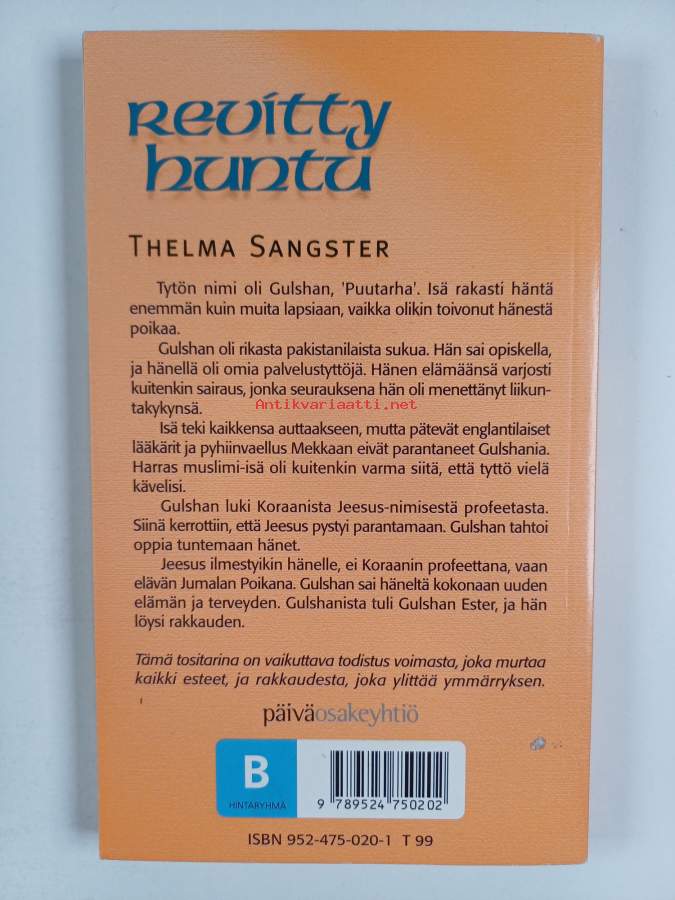 Revitty
huntu
THELMA SANGSTER
Tytön nimi oli Gulshan, 'Puutarha'. Isä rakasti häntä
enemmän kuin muita lapsiaan, vaikka olikin toivonut hänestä
poikaa.
Gulshan oli rikasta pakistanilaista sukua. Hän sai opiskella,
ja hänellä oli omia palvelustyttöjä. Hänen elämäänsä varjosti
kuitenkin sairaus, jonka seurauksena hän oli menettänyt liikun-
takykynsä.
Antikvariaatti.net
Isä teki kaikkensa auttaakseen, mutta pätevät englantilaiset
lääkärit ja pyhiinvaellus Mekkaan eivät parantaneet Gulshania.
Harras muslimi-isä oli kuitenkin varma siitä, että tyttö vielä
kävelisi.
Gulshan luki Koraanista Jeesus-nimisestä profeetasta.
Siinä kerrottiin, että Jeesus pystyi parantamaan. Gulshan tahtoi
oppia tuntemaan hänet.
Jeesus ilmestyikin hänelle, ei Koraanin profeettana, vaan
elävän Jumalan Poikana. Gulshan sai häneltä kokonaan uuden
elämän ja terveyden. Gulshanista tuli Gulshan Ester, ja hän
löysi rakkauden.
Tämä tositarina on vaikuttava todistus voimasta, joka murtaa
kaikki esteet, ja rakkaudesta, joka ylittää ymmärryksen.
päiväosakeyhtiö
B
HINTARYHMÄ
9 789524 750202
ISBN 952-475-020-1 T 99